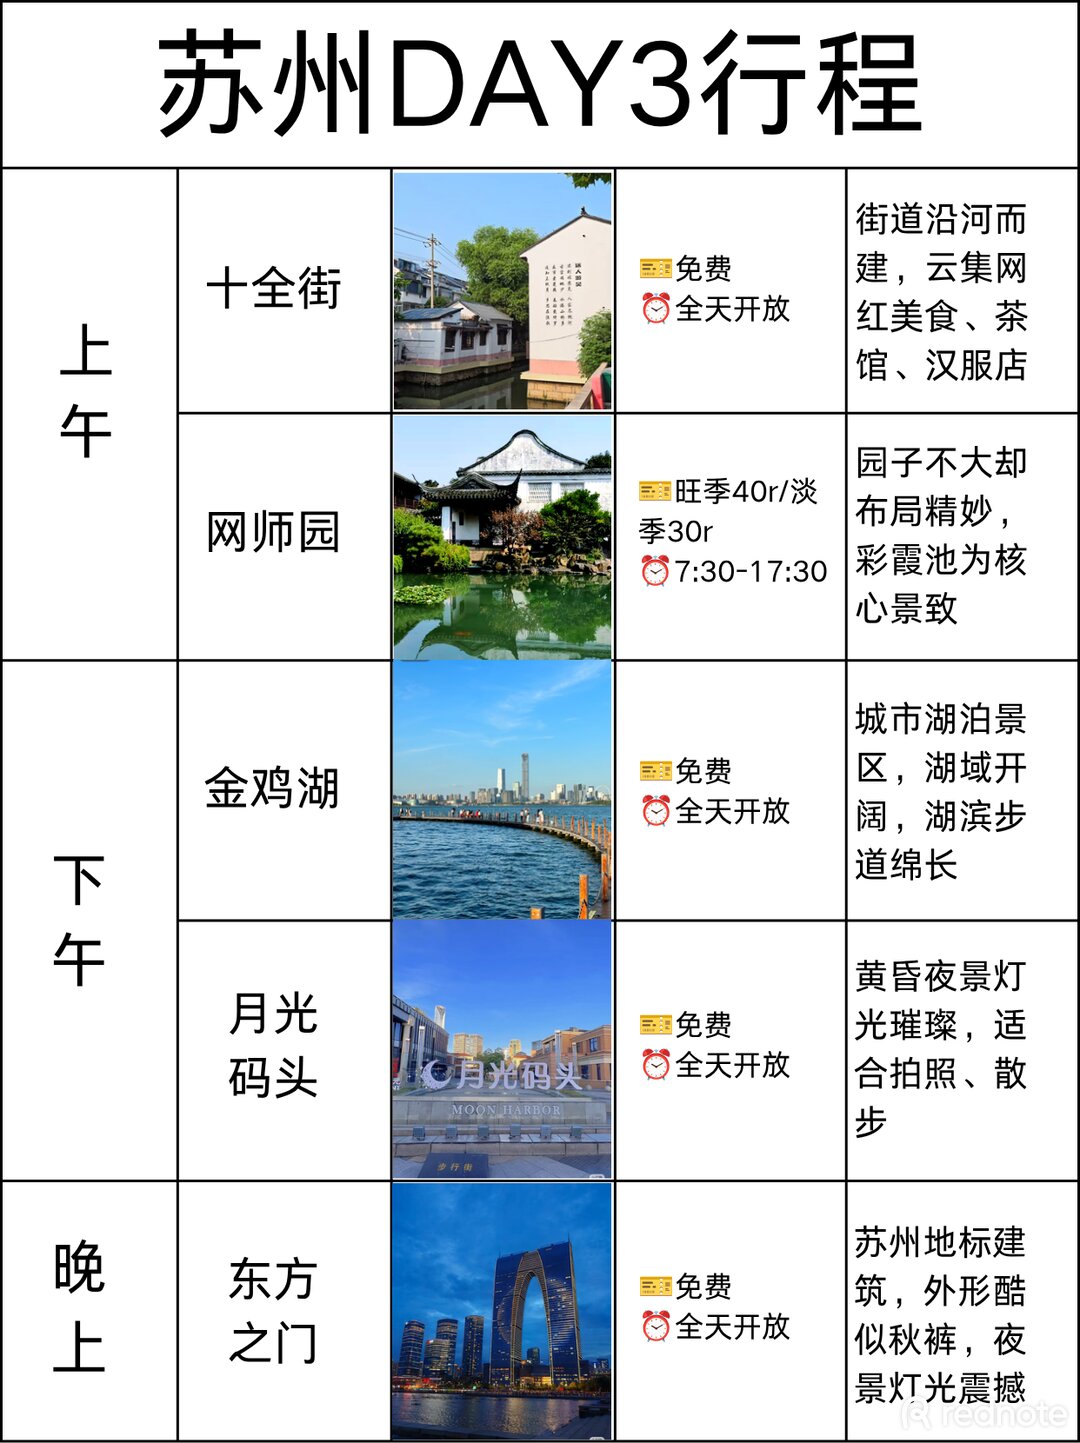 苏州DAY3行程
上
午
十全街
🎫免费
⏰全天开放
街道沿河而
建，云集网
红美食、茶
馆、汉服店
网师园
🎫旺季40r/淡
季30r
⏰7:30-17:30
园子不大却
布局精妙，
彩霞池为核
心景致
下
午
金鸡湖
🎫免费
⏰全天开放
城市湖泊景
区，湖域开
阔，湖滨步
道绵长
月光
码头
月光码头
MOON HARBOR
步行街
🎫免费
⏰全天开放
黄昏夜景灯
光璀璨，适
合拍照、散
步
晚
上
东方
之门
🎫免费
⏰全天开放
苏州地标建
筑，外形酷
似秋裤，夜
景灯光震撼
rednote